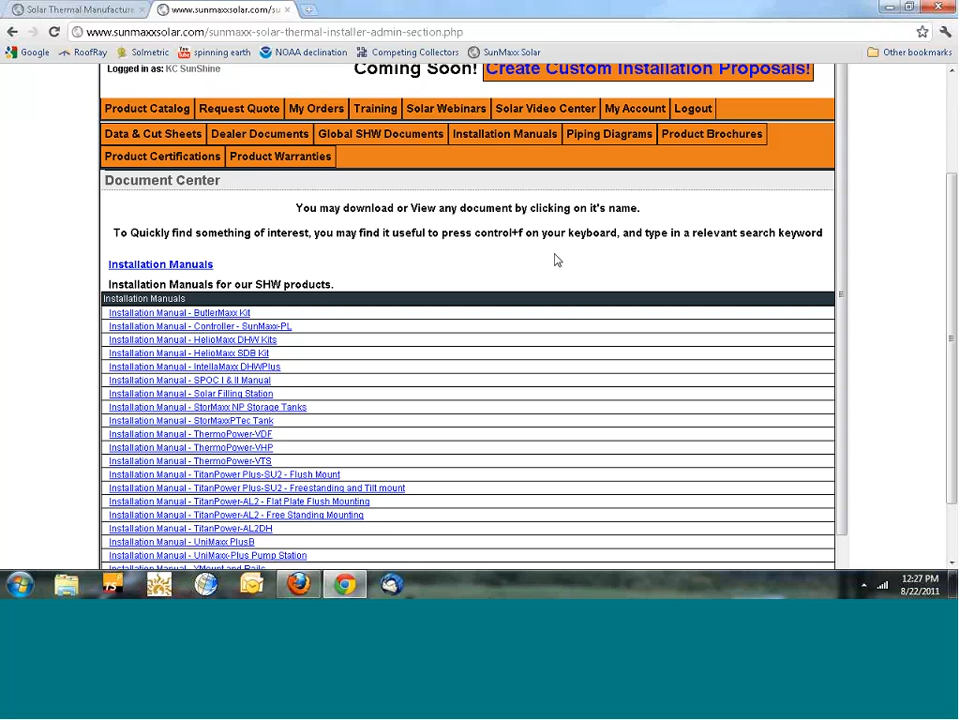 Solar Thermal Manufacture
www.sunmaxxsolar.com/su
www.sunmaxxsolar.com/sunmaxx-solar-thermal-installer-admin-section.php
Google RoofRay Solmetric spinning earth NOAA declination Competing Collectors SunMaxx Solar Other bookmarks
Logged in as: KC SunShine
Coming Soon! Create Custom Installation Proposals!
Product Catalog Request Quote My Orders Training Solar Webinars Solar Video Center My Account Logout
Data & Cut Sheets Dealer Documents Global SHW Documents Installation Manuals Piping Diagrams Product Brochures
Product Certifications Product Warranties
Document Center
You may download or View any document by clicking on it's name.
To Quickly find something of interest, you may find it useful to press control+f on your keyboard, and type in a relevant search keyword
Installation Manuals
Installation Manuals for our SHW products.
Installation Manuals
Installation Manual - ButlerMaxx Kit
Installation Manual - Controller - SunMaxx-PL
Installation Manual - HelioMaxx DHW Kits
Installation Manual - HelioMaxx SDB Kit
Installation Manual - IntellaMaxx DHWPlus
Installation Manual - SPOC I & II Manual
Installation Manual - Solar Filling Station
Installation Manual - StorMaxx NP Storage Tanks
Installation Manual - StorMaxxPTec Tank
Installation Manual - ThermoPower-VDF
Installation Manual - ThermoPower-VHP
Installation Manual - ThermoPower-VTS
Installation Manual - TitanPower Plus-SU2 - Flush Mount
Installation Manual - TitanPower Plus-SU2 - Freestanding and Tilt mount
Installation Manual - TitanPower-AL2 - Flat Plate Flush Mounting
Installation Manual - TitanPower-AL2 - Free Standing Mounting
Installation Manual - TitanPower-AL2DH
Installation Manual - UniMaxx PlusB
Installation Manual - UniMaxx-Plus Pump Station
Installation Manual - VMount and Rails
12:27 PM
8/22/2011